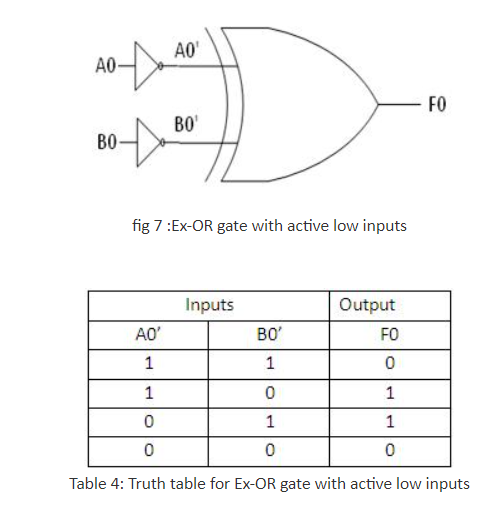 A0 A0'
F0
B0 B0'
fig 7 :Ex-OR gate with active low inputs
Inputs Output
A0' B0' F0
1 1 0
1 0 1
0 1 1
0 0 0
Table 4: Truth table for Ex-OR gate with active low inputs